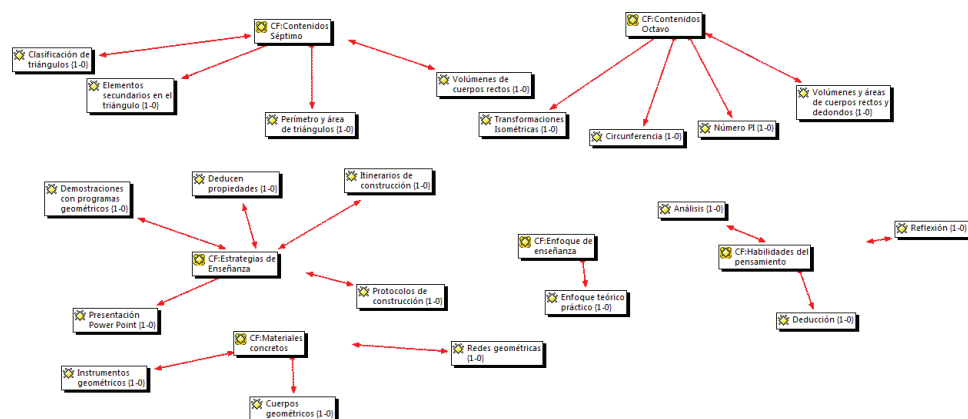 CF:Contenidos
Séptimo
Clasificación de
triángulos {1-0}
Elementos
secundarios en el
triángulo {1-0}
Perímetro y área
de triángulos {1-0}
Volúmenes de
cuerpos rectos {1-0}
CF:Contenidos
Octavo
Transformaciones
Isométricas {1-0}
Circunferencia {1-0}
Número PI {1-0}
Volúmenes y áreas
de cuerpos rectos y
dedondos {1-0}
Demostraciones
con programas
geométricos {1-0}
Deducen
propiedades {1-0}
Itinerarios de
construcción {1-0}
CF:Estrategias de
Enseñanza
Presentación
Power Point {1-0}
Protocolos de
construcción {1-0}
CF:Enfoque de
enseñanza
Enfoque teórico
práctico {1-0}
Análisis {1-0}
Reflexión {1-0}
CF:Habilidades del
pensamiento
Deducción {1-0}
CF:Materiales
concretos
Instrumentos
geométricos {1-0}
Cuerpos
geométricos {1-0}
Redes geométricas
{1-0}